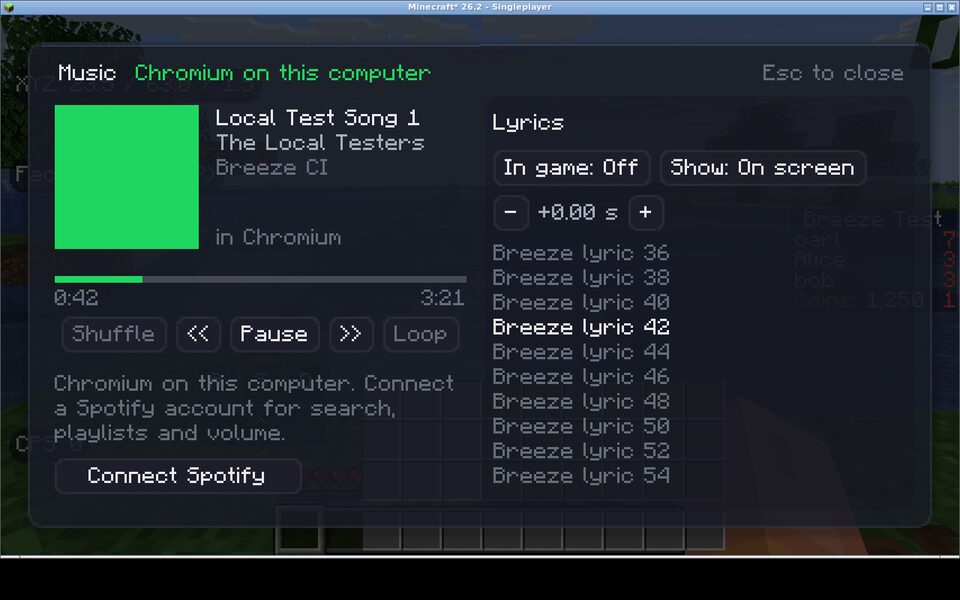 Minecraft* 26.2 - Singleplayer
Music Chromium on this computer
Esc to close
Local Test Song 1
The Local Testers
Breeze CI
in Chromium
0:42 3:21
Shuffle << Pause >> Loop
Chromium on this computer. Connect
a Spotify account for search,
playlists and volume.
Connect Spotify
Lyrics
In game: Off Show: On screen
- +0.00 s +
Breeze lyric 36
Breeze lyric 38
Breeze lyric 40
Breeze lyric 42
Breeze lyric 44
Breeze lyric 46
Breeze lyric 48
Breeze lyric 50
Breeze lyric 52
Breeze lyric 54
Breeze Test
carl 7
Alice 3
bob 3
Coins: 1,250 1